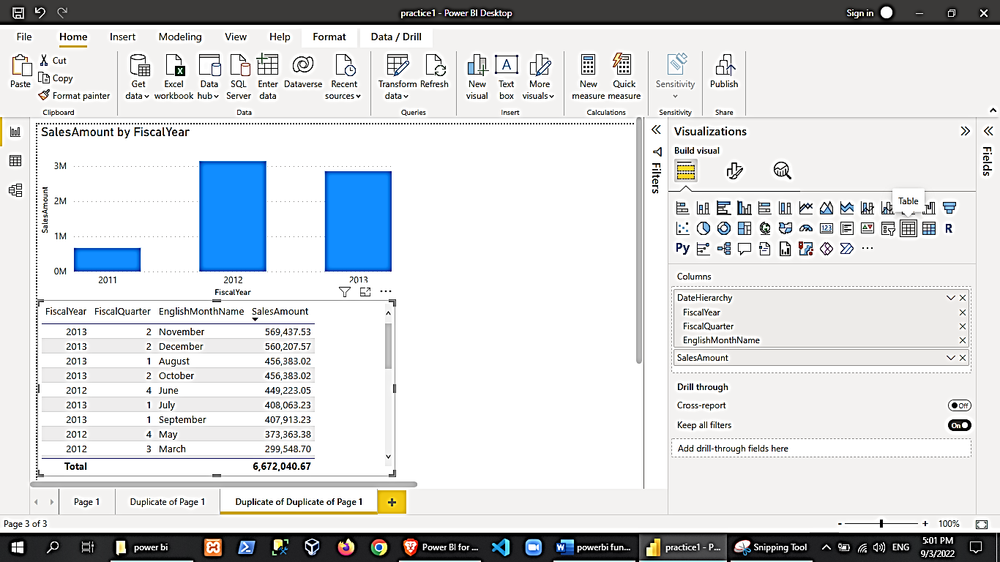 practice1 - Power BI Desktop
Sign in
File Home Insert Modeling View Help Format Data / Drill
Paste
Cut
Copy
Format painter
Clipboard
Get data
Excel workbook
Data hub
SQL Server
Enter data
Dataverse
Recent sources
Data
Transform data
Refresh
Queries
New visual
Text box
More visuals
Insert
New measure
Quick measure
Calculations
Sensitivity
Sensitivity
Publish
Share
SalesAmount by FiscalYear
SalesAmount
3M
2M
1M
0M
2011 2012 2013
FiscalYear
FiscalYear FiscalQuarter EnglishMonthName SalesAmount
2013 2 November 569,437.53
2013 2 December 560,207.57
2013 1 August 456,383.02
2013 2 October 456,383.02
2012 4 June 449,223.05
2013 1 July 408,063.23
2013 1 September 407,913.23
2012 4 May 373,363.38
2012 3 March 299,548.70
Total 6,672,040.67
Filters
Visualizations
Build visual
Table
123
R
Py
Columns
DateHierarchy
FiscalYear
FiscalQuarter
EnglishMonthName
SalesAmount
Drill through
Cross-report Off
Keep all filters On
Add drill-through fields here
Fields
Page 1 Duplicate of Page 1 Duplicate of Duplicate of Page 1 +
Page 3 of 3
- + 100%
power bi
Power BI for ...
powerbi fun...
practice1 - P...
Snipping Tool
ENG
5:01 PM
9/3/2022